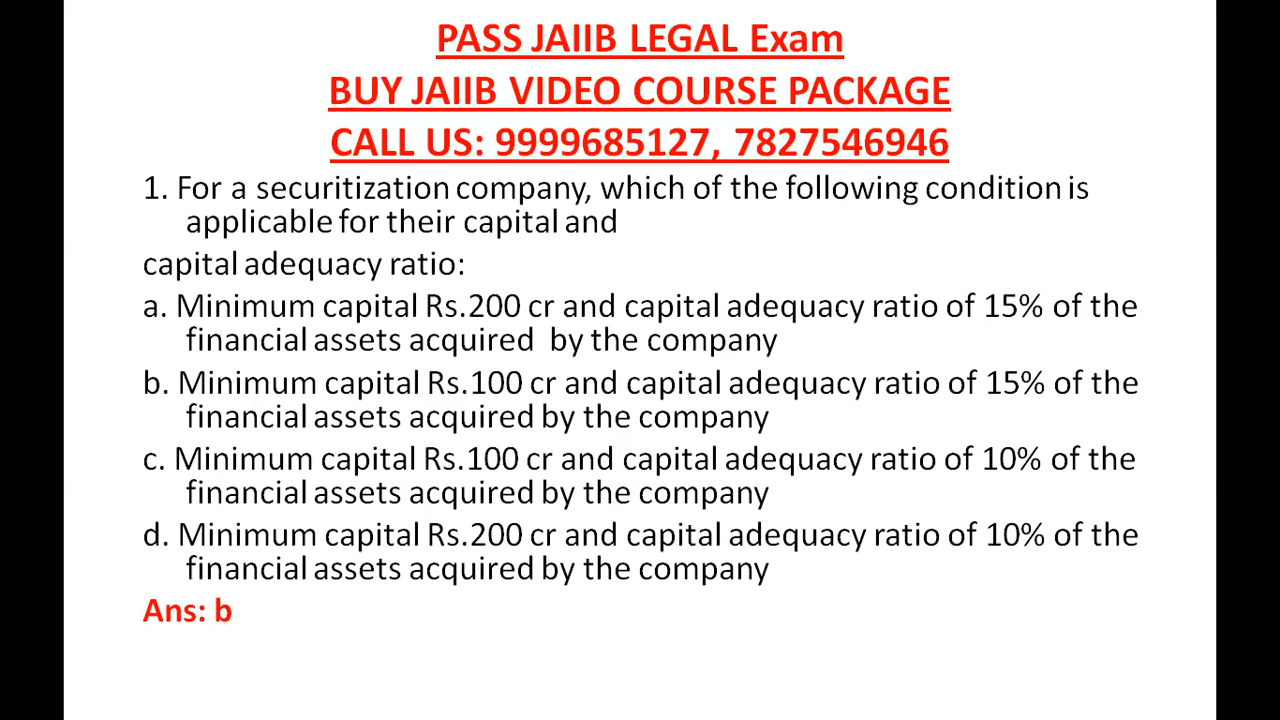 PASS JAIIB LEGAL Exam
BUY JAIIB VIDEO COURSE PACKAGE
CALL US: 9999685127, 7827546946
1. For a securitization company, which of the following condition is
applicable for their capital and
capital adequacy ratio:
a. Minimum capital Rs.200 cr and capital adequacy ratio of 15% of the
financial assets acquired by the company
b. Minimum capital Rs.100 cr and capital adequacy ratio of 15% of the
financial assets acquired by the company
c. Minimum capital Rs.100 cr and capital adequacy ratio of 10% of the
financial assets acquired by the company
d. Minimum capital Rs.200 cr and capital adequacy ratio of 10% of the
financial assets acquired by the company
Ans: b